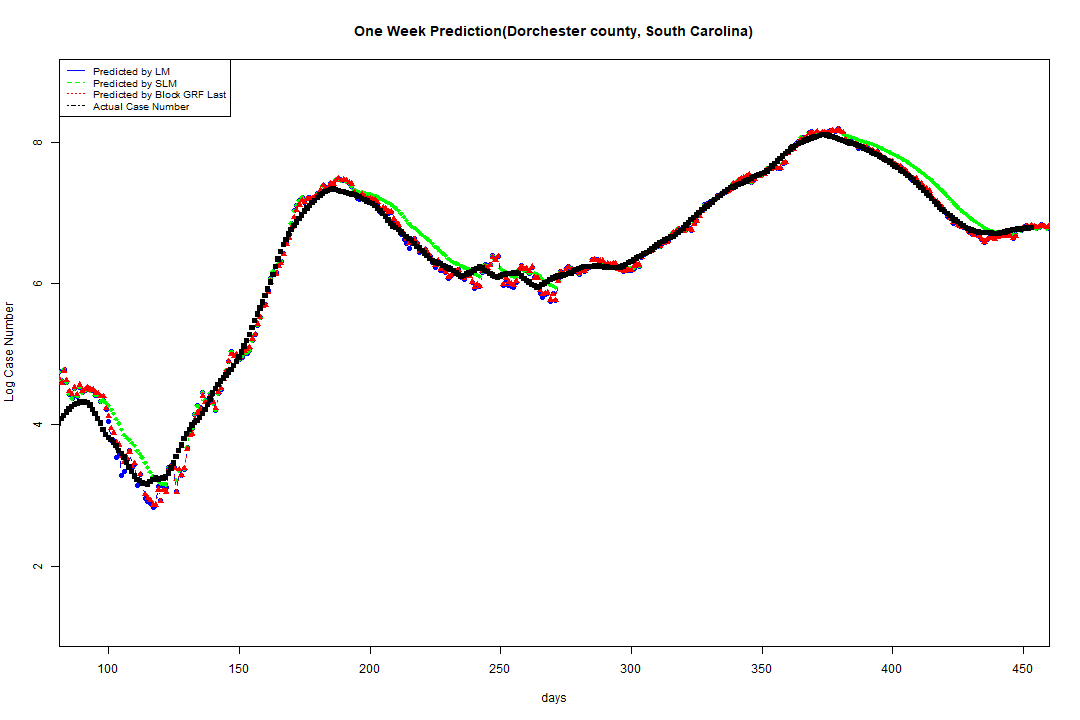 One Week Prediction(Dorchester county, South Carolina)
Predicted by LM
Predicted by SLM
Predicted by Block GRF Last
Actual Case Number
8
6
4
2
Log Case Number
100 150 200 250 300 350 400 450
days